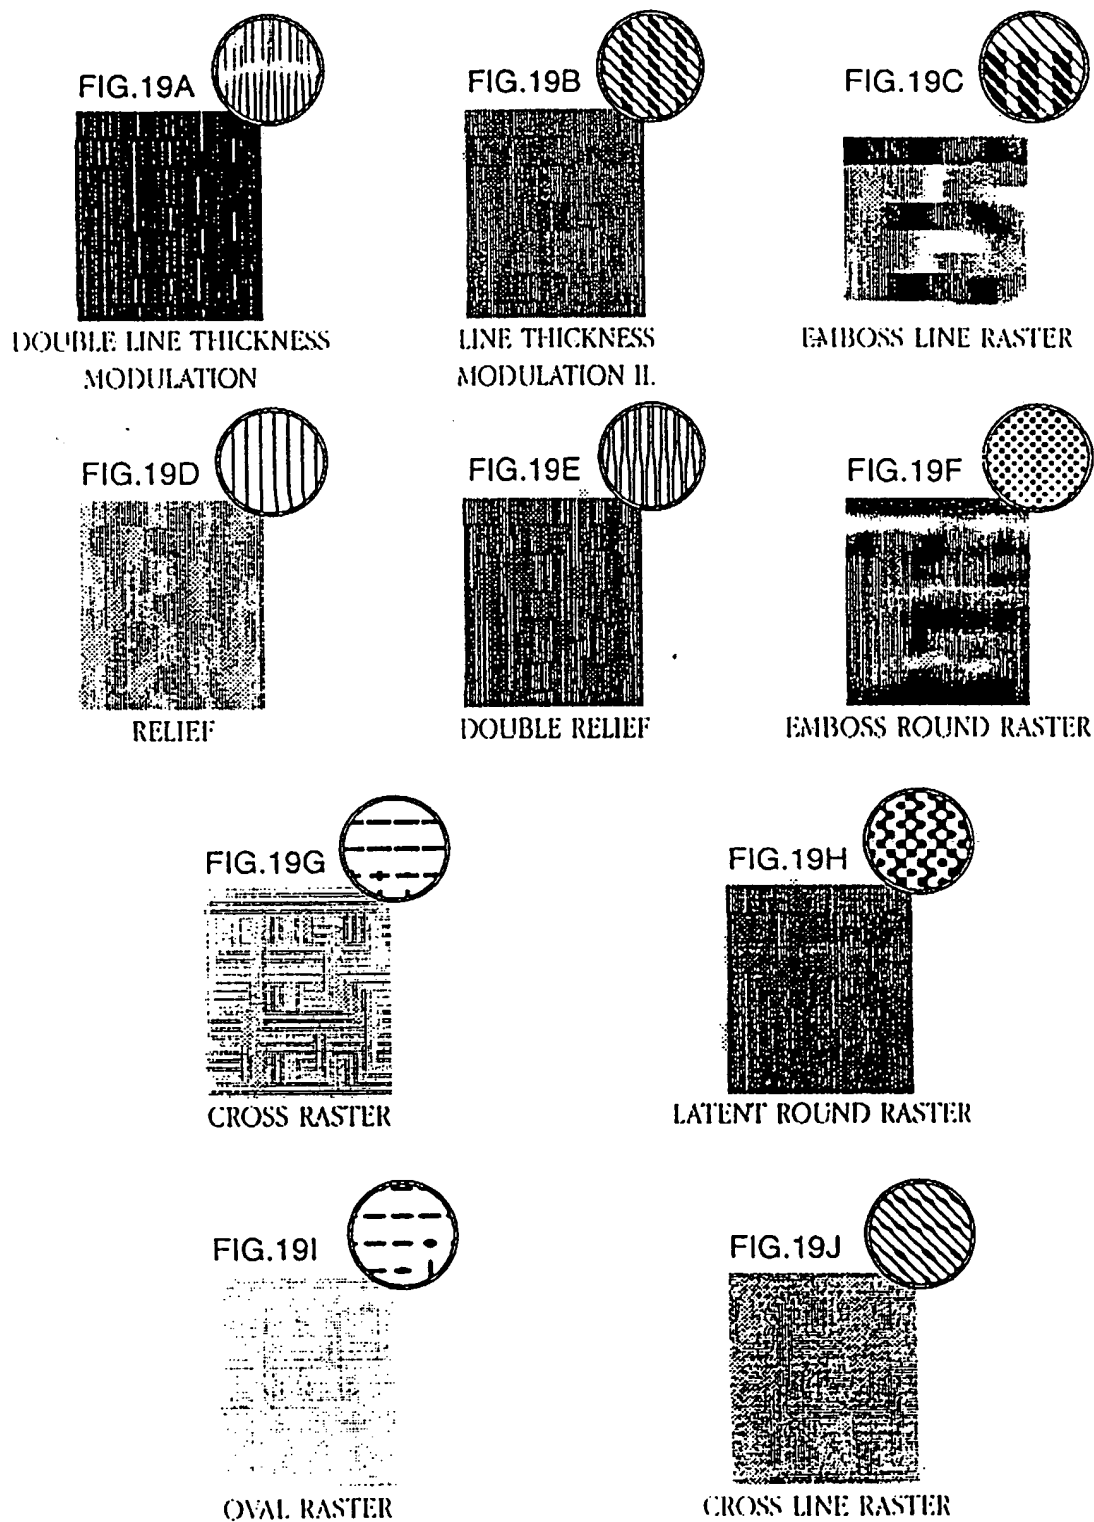 FIG.19A
FIG.19B
FIG.19C
DOUBLE LINE THICKNESS
MODULATION
LINE THICKNESS
MODULATION II.
EMBOSS LINE RASTER
FIG.19D
FIG.19E
FIG.19F
RELIEF
DOUBLE RELIEF
EMBOSS ROUND RASTER
FIG.19G
FIG.19H
CROSS RASTER
LATENT ROUND RASTER
FIG.19I
FIG.19J
OVAL RASTER
CROSS LINE RASTER